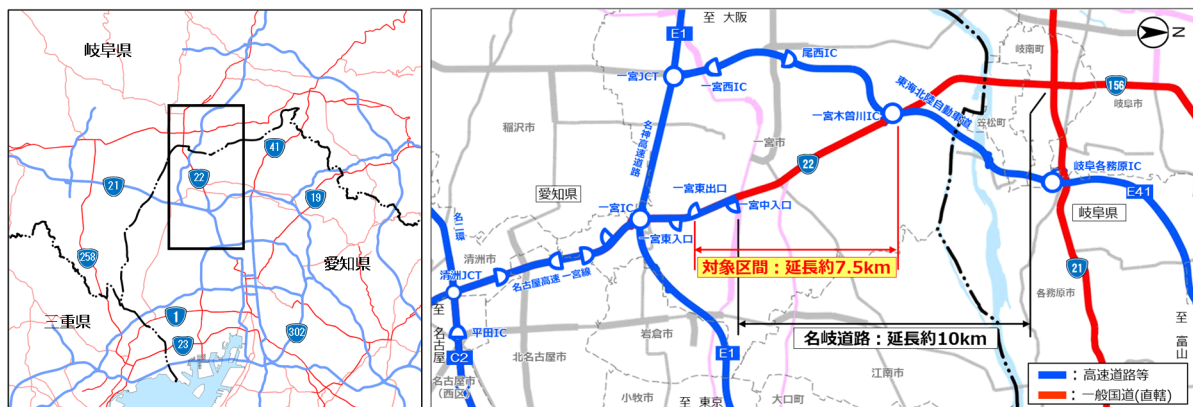 岐阜県
41
21
22
19
258
愛知県
三重県
1
302
23
至 大阪
E1
尾西IC
一宮JCT
一宮西IC
岐南町
156
岐阜市
東海北陸自動車道
笠松町
一宮木曽川IC
稲沢市
名神高速道路
一宮市
22
N
愛知県
一宮東出口
一宮中入口
岐阜各務原IC
E41
岐阜県
一宮IC
一宮東入口
名二環
清洲市
対象区間：延長約7.5km
清洲JCT
名古屋高速 一宮線
21
各務原市
至 名古屋
平田IC
岩倉市
名岐道路：延長約10km
至 富山
C2
北名古屋市
E1
江南市
名古屋市
（西区）
小牧市
至 東京
大口町
：高速道路等
：一般国道(直轄)